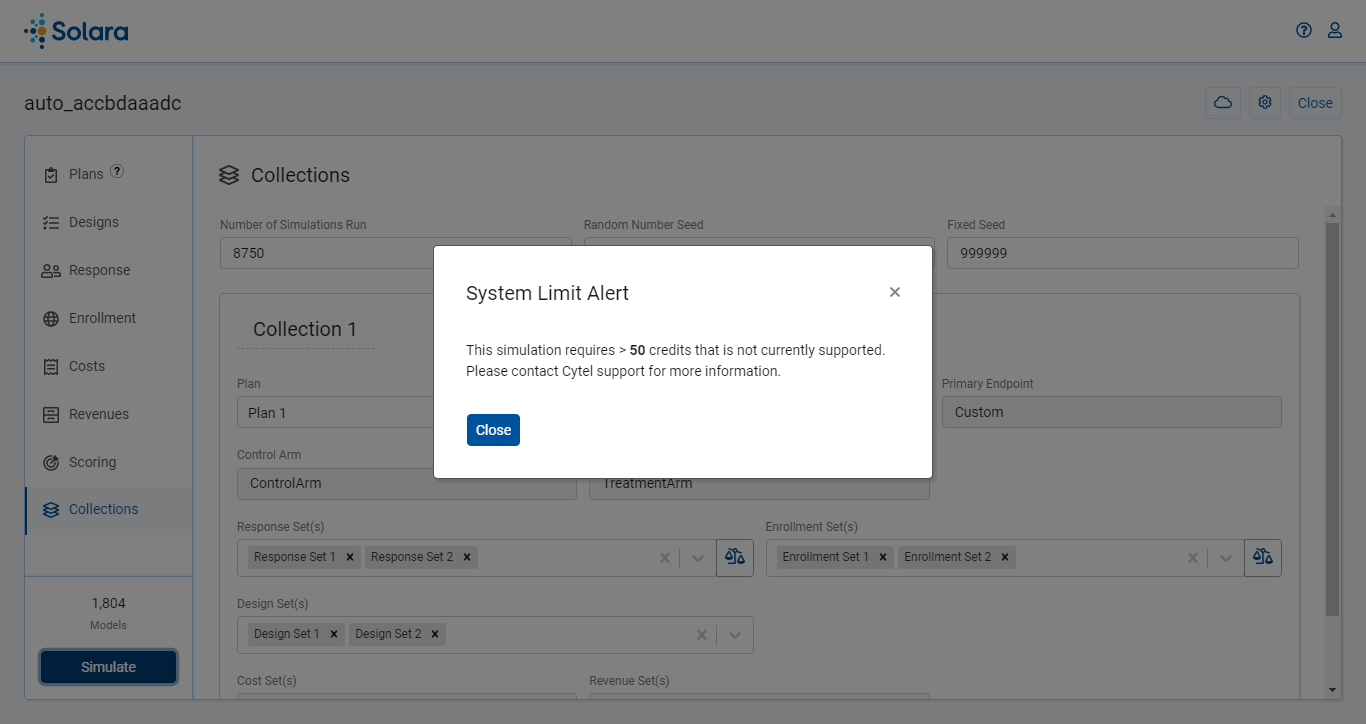 Solara
auto_accbdaaadc
Close
Plans ?
Designs
Response
Enrollment
Costs
Revenues
Scoring
Collections
1,804
Models
Simulate
Collections
Number of Simulations Run
Random Number Seed
Fixed Seed
8750
999999
Collection 1
Plan
Primary Endpoint
Plan 1
Custom
Control Arm
ControlArm
TreatmentArm
Response Set(s)
Enrollment Set(s)
Response Set 1
Response Set 2
Enrollment Set 1
Enrollment Set 2
Design Set(s)
Design Set 1
Design Set 2
Cost Set(s)
Revenue Set(s)
System Limit Alert
This simulation requires > 50 credits that is not currently supported.
Please contact Cytel support for more information.
Close